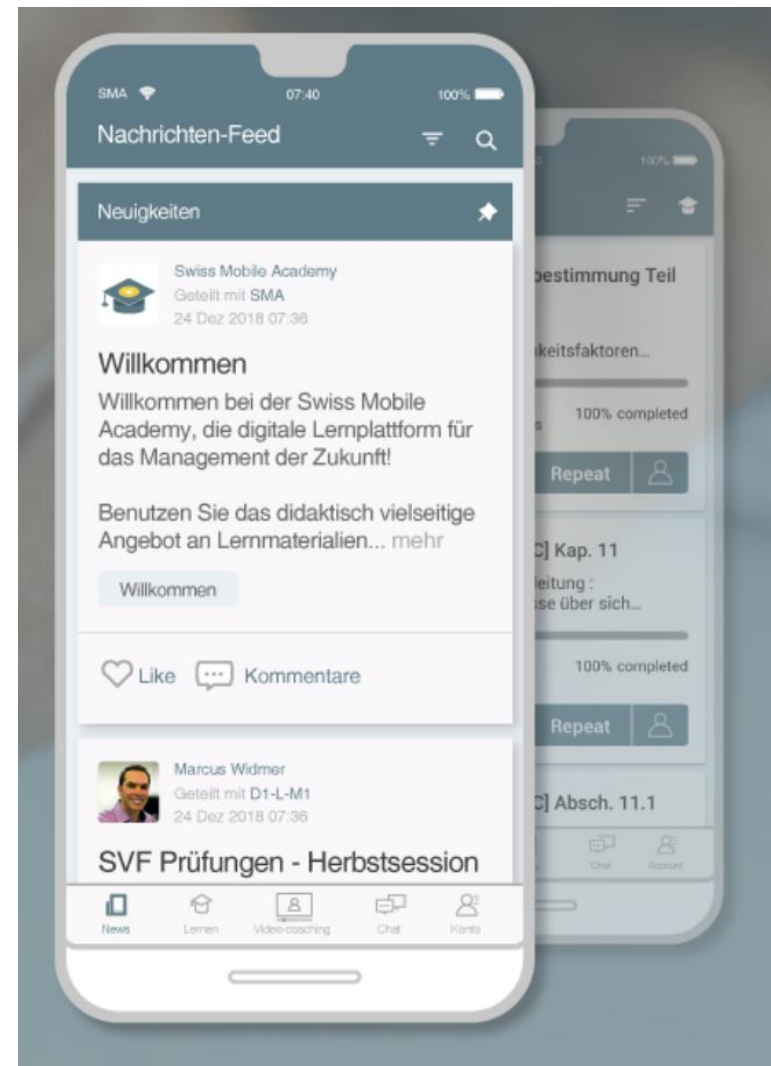 SMA 07:40 100%
Nachrichten-Feed
Neuigkeiten
Swiss Mobile Academy
Geteilt mit SMA
24 Dez 2018 07:36
Willkommen
Willkommen bei der Swiss Mobile
Academy, die digitale Lernplattform für
das Management der Zukunft!
Benutzen Sie das didaktisch vielseitige
Angebot an Lernmaterialien... mehr
Willkommen
Like Kommentare
Marcus Widmer
Geteilt mit D1-L-M1
24 Dez 2018 07:36
SVF Prüfungen - Herbstsession
News Lernen Video-coaching Chat Konto
100%
bestimmung Teil
keitsfaktoren...
s 100% completed
Repeat
C] Kap. 11
leitung :
sse über sich...
100% completed
Repeat
C] Absch. 11.1
Chat Account